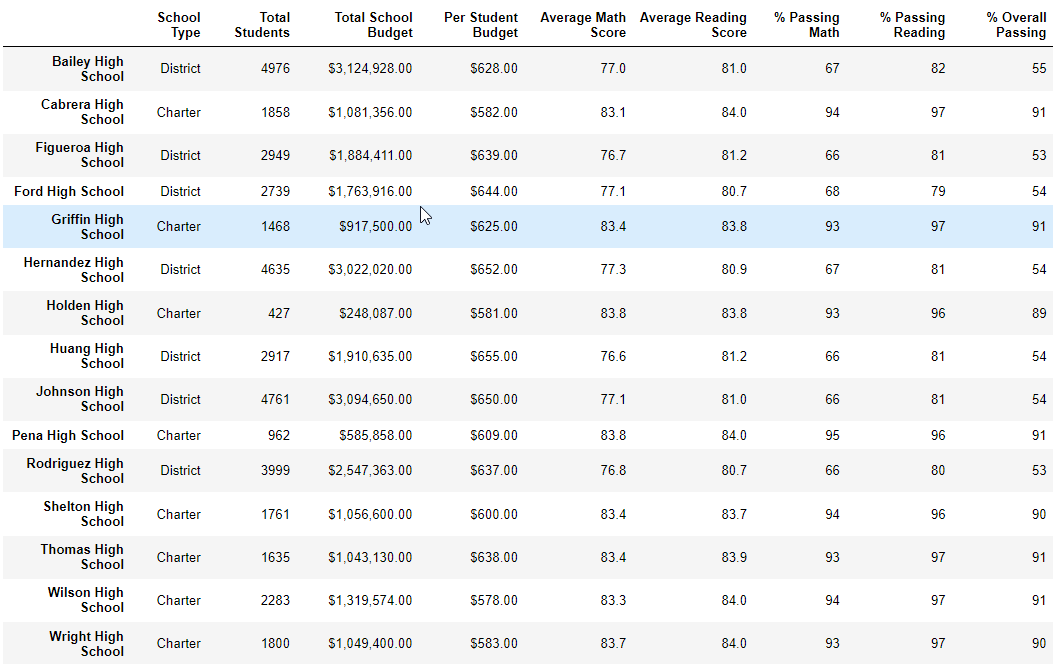 School Type Total Students Total School Budget Per Student Budget Average Math Score Average Reading Score % Passing Math % Passing Reading % Overall Passing
Bailey High School District 4976 $3,124,928.00 $628.00 77.0 81.0 67 82 55
Cabrera High School Charter 1858 $1,081,356.00 $582.00 83.1 84.0 94 97 91
Figueroa High School District 2949 $1,884,411.00 $639.00 76.7 81.2 66 81 53
Ford High School District 2739 $1,763,916.00 $644.00 77.1 80.7 68 79 54
Griffin High School Charter 1468 $917,500.00 $625.00 83.4 83.8 93 97 91
Hernandez High School District 4635 $3,022,020.00 $652.00 77.3 80.9 67 81 54
Holden High School Charter 427 $248,087.00 $581.00 83.8 83.8 93 96 89
Huang High School District 2917 $1,910,635.00 $655.00 76.6 81.2 66 81 54
Johnson High School District 4761 $3,094,650.00 $650.00 77.1 81.0 66 81 54
Pena High School Charter 962 $585,858.00 $609.00 83.8 84.0 95 96 91
Rodriguez High School District 3999 $2,547,363.00 $637.00 76.8 80.7 66 80 53
Shelton High School Charter 1761 $1,056,600.00 $600.00 83.4 83.7 94 96 90
Thomas High School Charter 1635 $1,043,130.00 $638.00 83.4 83.9 93 97 91
Wilson High School Charter 2283 $1,319,574.00 $578.00 83.3 84.0 94 97 91
Wright High School Charter 1800 $1,049,400.00 $583.00 83.7 84.0 93 97 90